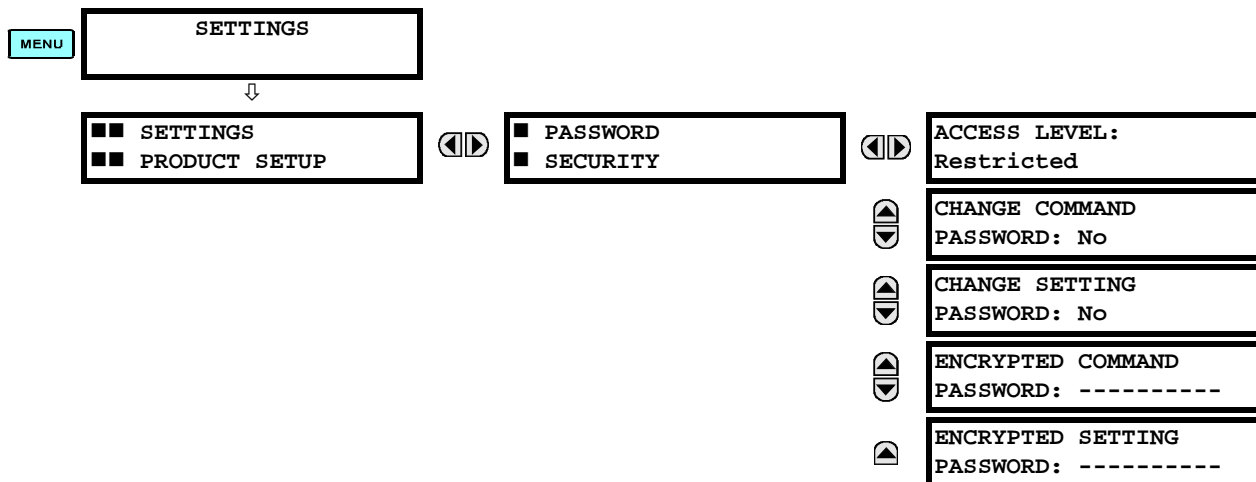 SETTINGS
MENU
■■ SETTINGS
■■ PRODUCT SETUP
■ PASSWORD
■ SECURITY
ACCESS LEVEL:
Restricted
CHANGE COMMAND
PASSWORD: No
CHANGE SETTING
PASSWORD: No
ENCRYPTED COMMAND
PASSWORD: ----------
ENCRYPTED SETTING
PASSWORD: ----------